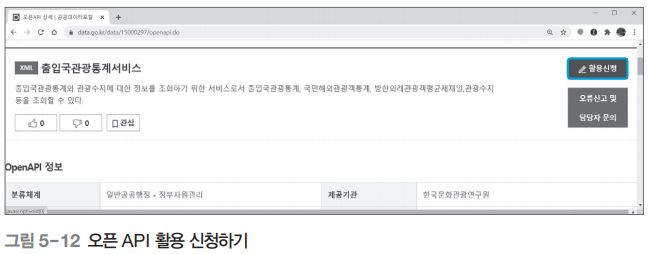 오픈API 상세 | 공공데이터포털
data.go.kr/data/15000297/openapi.do
XML 출입국관광통계서비스
활용신청
출입국관광통계와 관광수지에 대한 정보를 조회하기 위한 서비스로서 출입국관광통계, 국민해외관광객통계, 방한외래관광객평균체재일,관광수지
등을 조회할 수 있다.
오류신고 및
담당자 문의
0 0 관심
OpenAPI 정보
분류체계 일반공공행정 - 정부자원관리 제공기관 한국문화관광연구원
javascript:void(0);
그림 5-12 오픈 API 활용 신청하기